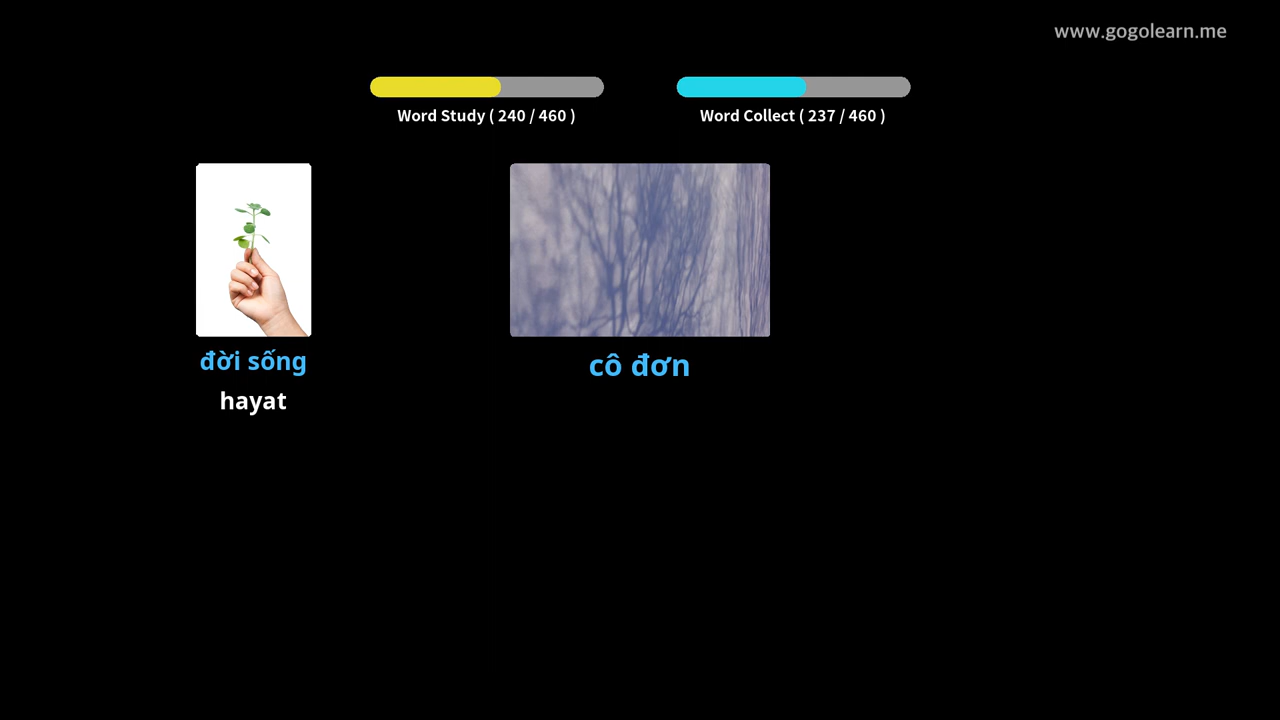 www.gogolearn.me
Word Study ( 240 / 460 )
Word Collect ( 237 / 460 )
đời sống
hayat
cô đơn